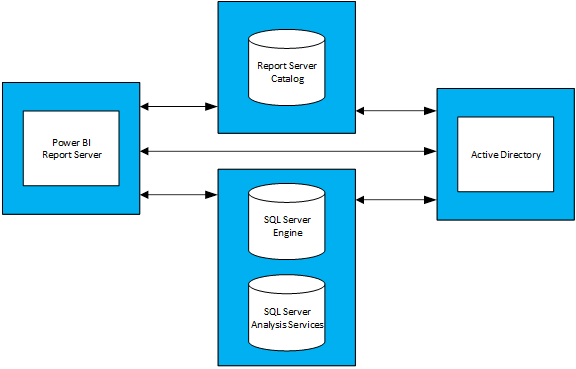 Report Server
Catalog
Power BI
Report Server
Active Directory
SQL Server
Engine
SQL Server
Analysis Services